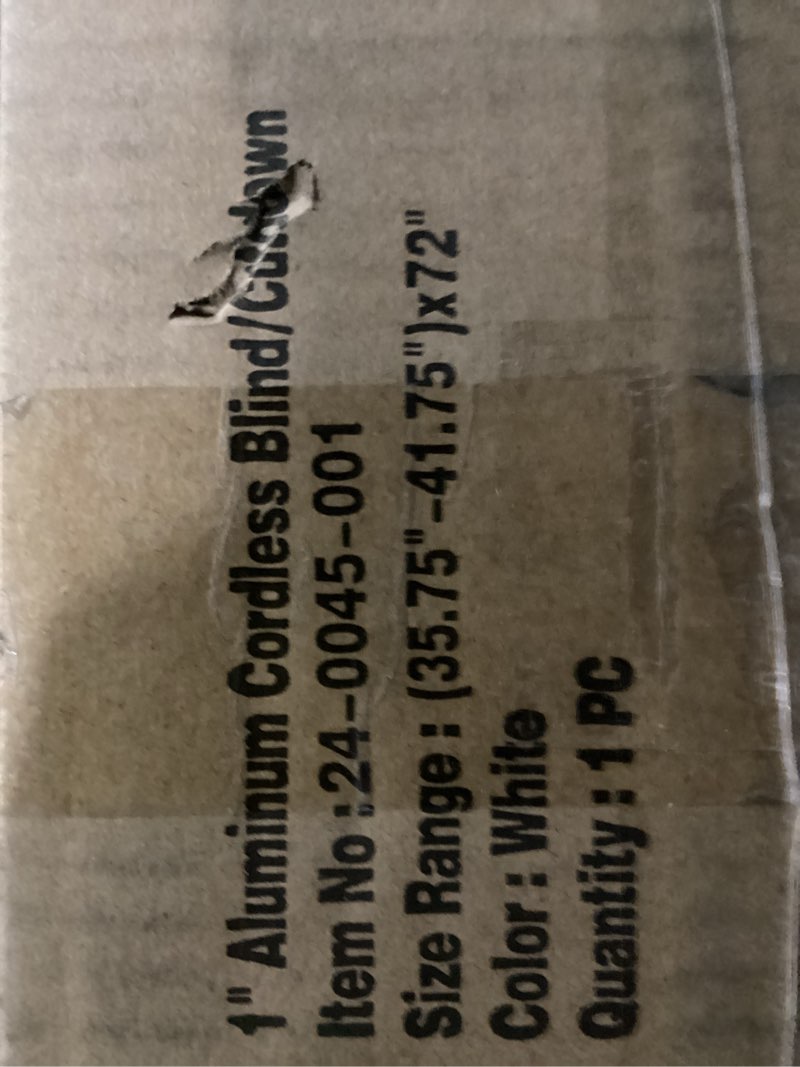 1" Aluminum Cordless Blind/Cutdown
Item No :24-0045-001
Size Range : (35.75"-41.75")x72"
Color : White
Quantity : 1 PC